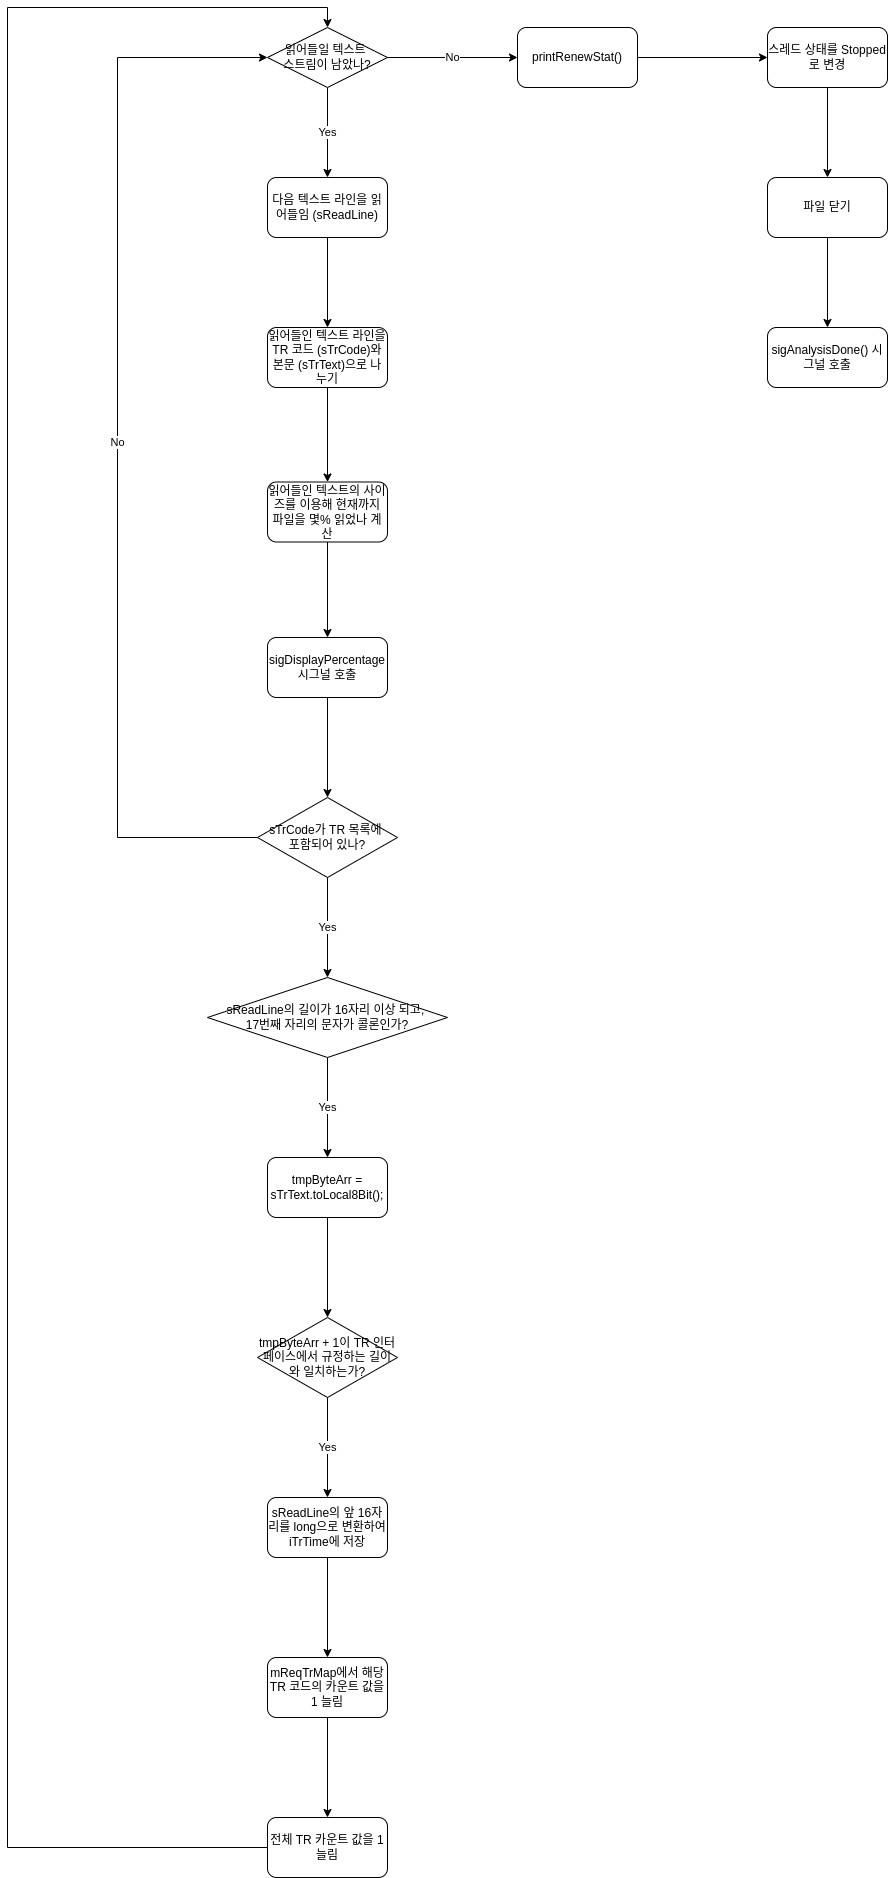 읽어들일 텍스트
스트림이 남았나?
No
printRenewStat()
스레드 상태를 Stopped
로 변경
Yes
다음 텍스트 라인을 읽
어들임 (sReadLine)
파일 닫기
읽어들인 텍스트 라인을
TR 코드 (sTrCode)와
본문 (sTrText)으로 나
누기
sigAnalysisDone() 시
그널 호출
No
읽어들인 텍스트의 사이
즈를 이용해 현재까지
파일을 몇% 읽었나 계
산
sigDisplayPercentage
시그널 호출
sTrCode가 TR 목록에
포함되어 있나?
Yes
sReadLine의 길이가 16자리 이상 되고,
17번째 자리의 문자가 콜론인가?
Yes
tmpByteArr =
sTrText.toLocal8Bit();
tmpByteArr + 1이 TR 인터
페이스에서 규정하는 길이
와 일치하는가?
Yes
sReadLine의 앞 16자
리를 long으로 변환하여
iTrTime에 저장
mReqTrMap에서 해당
TR 코드의 카운트 값을
1 늘림
전체 TR 카운트 값을 1
늘림